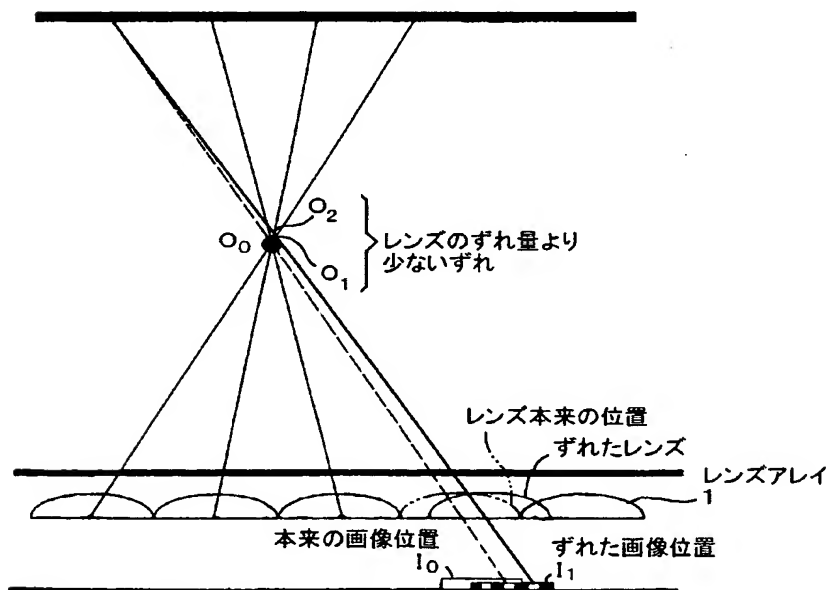 O2
O0
O1
レンズのずれ量より
少ないずれ
レンズ本来の位置
ずれたレンズ
レンズアレイ
1
本来の画像位置
I0
ずれた画像位置
I1